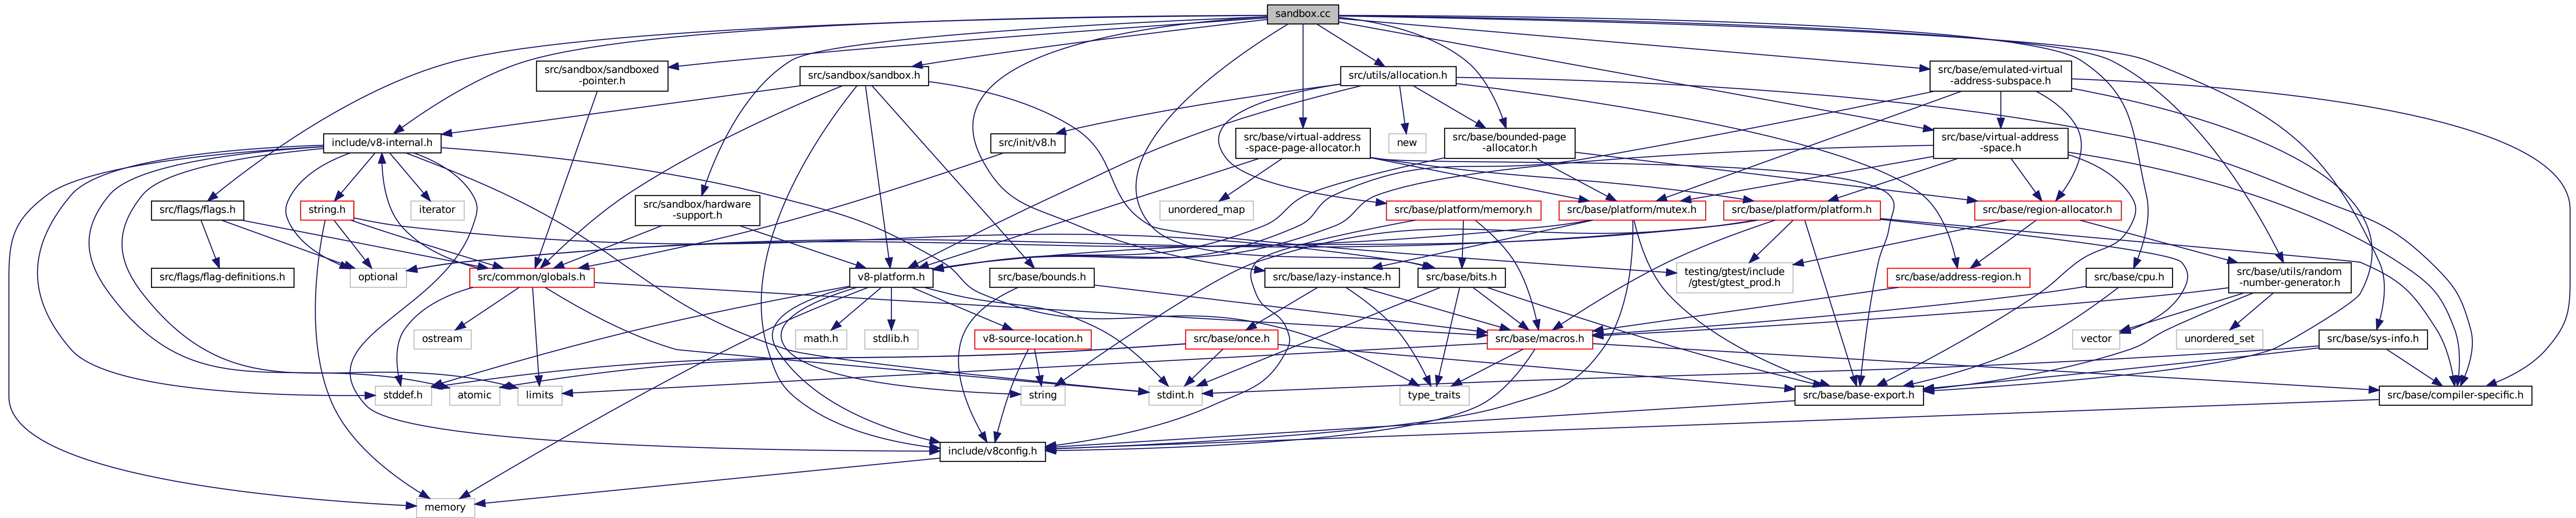 sandbox.cc
src/sandbox/sandboxed
-pointer.h
src/sandbox/sandbox.h
src/utils/allocation.h
src/base/emulated-virtual
-address-subspace.h
include/v8-internal.h
src/init/v8.h
src/base/virtual-address
-space-page-allocator.h
new
src/base/bounded-page
-allocator.h
src/base/virtual-address
-space.h
src/flags/flags.h
string.h
iterator
src/sandbox/hardware
-support.h
unordered_map
src/base/platform/memory.h
src/base/platform/mutex.h
src/base/platform/platform.h
src/base/region-allocator.h
src/flags/flag-definitions.h
optional
src/common/globals.h
v8-platform.h
src/base/bounds.h
src/base/lazy-instance.h
src/base/bits.h
testing/gtest/include
/gtest/gtest_prod.h
src/base/address-region.h
src/base/cpu.h
src/base/utils/random
-number-generator.h
ostream
math.h
stdlib.h
v8-source-location.h
src/base/once.h
src/base/macros.h
vector
unordered_set
src/base/sys-info.h
stddef.h
atomic
limits
string
stdint.h
type_traits
src/base/base-export.h
src/base/compiler-specific.h
include/v8config.h
memory